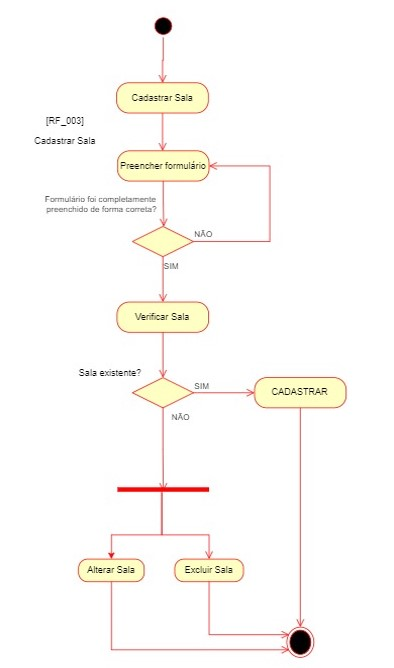 Cadastrar Sala
[RF_003]
Cadastrar Sala
Preencher formulário
Formulário foi completamente
preenchido de forma correta?
NÃO
SIM
Verificar Sala
Sala existente?
SIM
CADASTRAR
NÃO
Alterar Sala
Excluir Sala